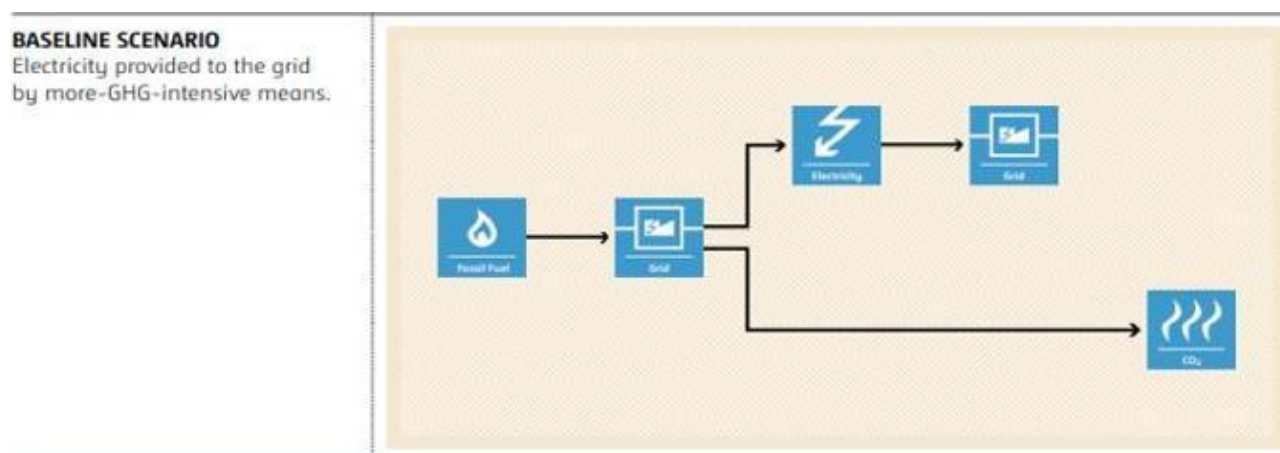 BASELINE SCENARIO
Electricity provided to the grid
by more-GHG-intensive means.
Electricity
Grid
Fossil Fuel
Grid
CO₂